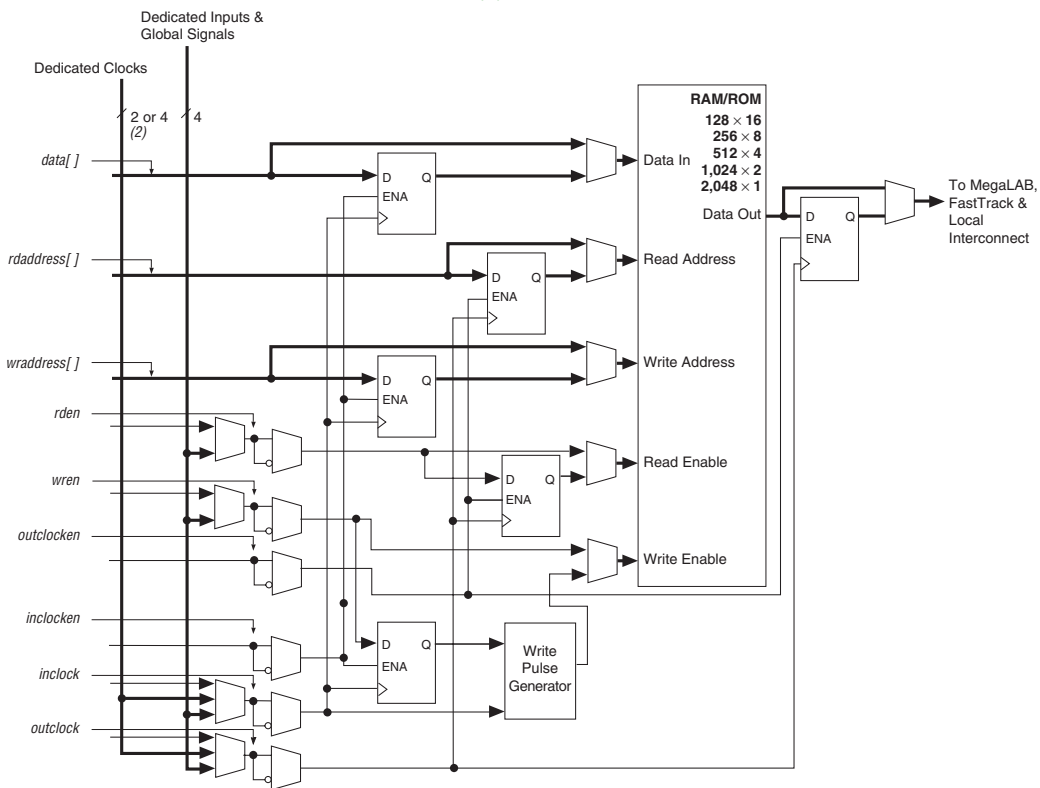 Dedicated Inputs &
Global Signals
Dedicated Clocks
2 or 4
(2)
4
RAM/ROM
128 × 16
256 × 8
512 × 4
1,024 × 2
2,048 × 1
data[ ]
D
Q
ENA
Data In
Data Out
D
Q
ENA
To MegaLAB,
FastTrack &
Local
Interconnect
rdaddress[ ]
D
Q
ENA
Read Address
wraddress[ ]
D
Q
ENA
Write Address
rden
D
Q
ENA
Read Enable
wren
outclocken
Write Enable
inclocken
D
Q
ENA
Write
Pulse
Generator
inclock
outclock